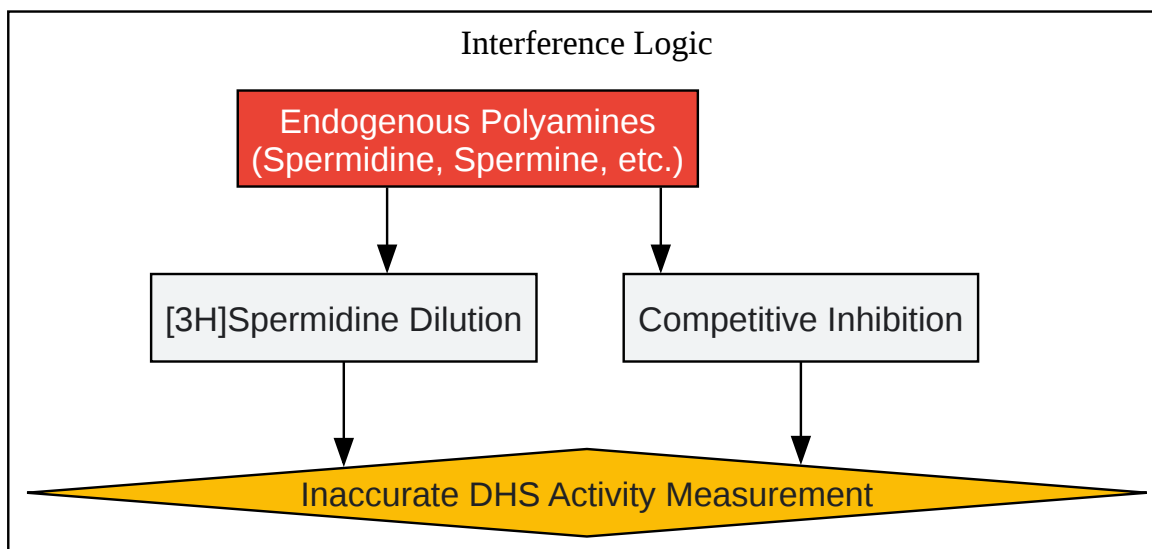 Interference Logic
Endogenous Polyamines
(Spermidine, Spermine, etc.)
[3H]Spermidine Dilution
Competitive Inhibition
Inaccurate DHS Activity Measurement